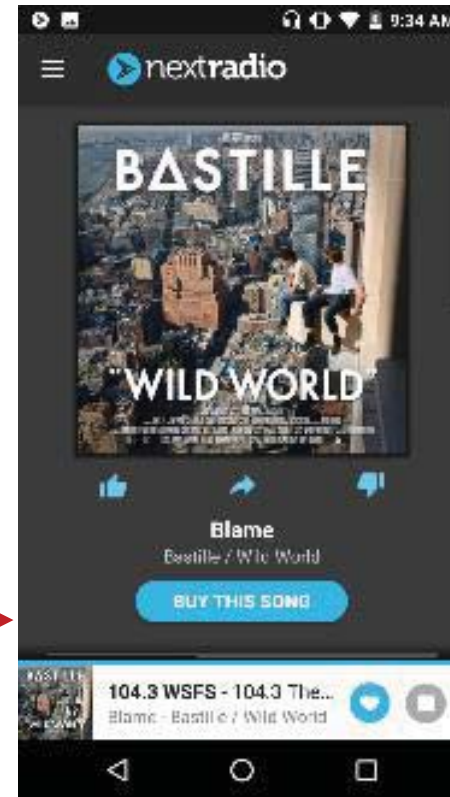 9:34 AM
nextradio
BASTILLE
"WILD WORLD"
Blame
Bastille / Wild World
BUY THIS SONG
BASTILLE
104.3 WSFS - 104.3 The...
Blame - Bastille / Wild World